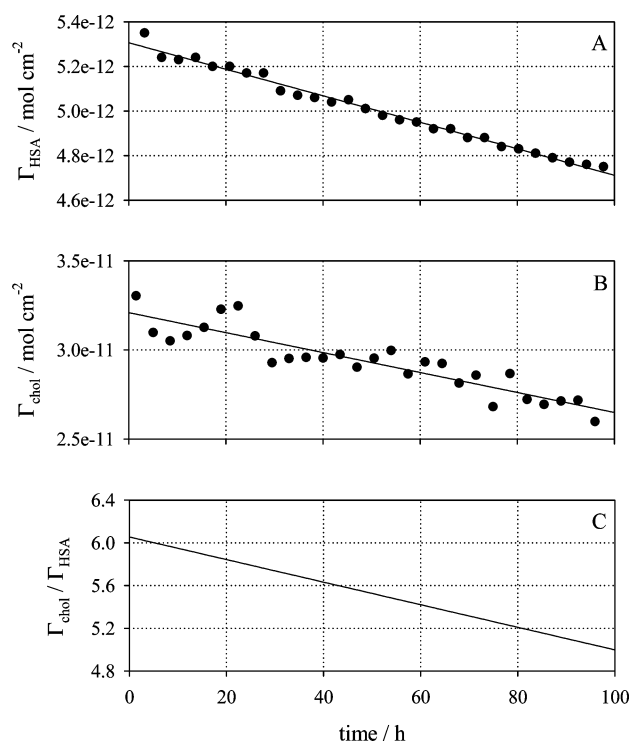 5.4e-12
A
5.2e-12
5.0e-12
4.8e-12
4.6e-12
ΓHSA / mol cm-2
3.5e-11
B
3.0e-11
2.5e-11
Γchol / mol cm-2
6.4
C
6.0
5.6
5.2
4.8
Γchol / ΓHSA
0 20 40 60 80 100
time / h